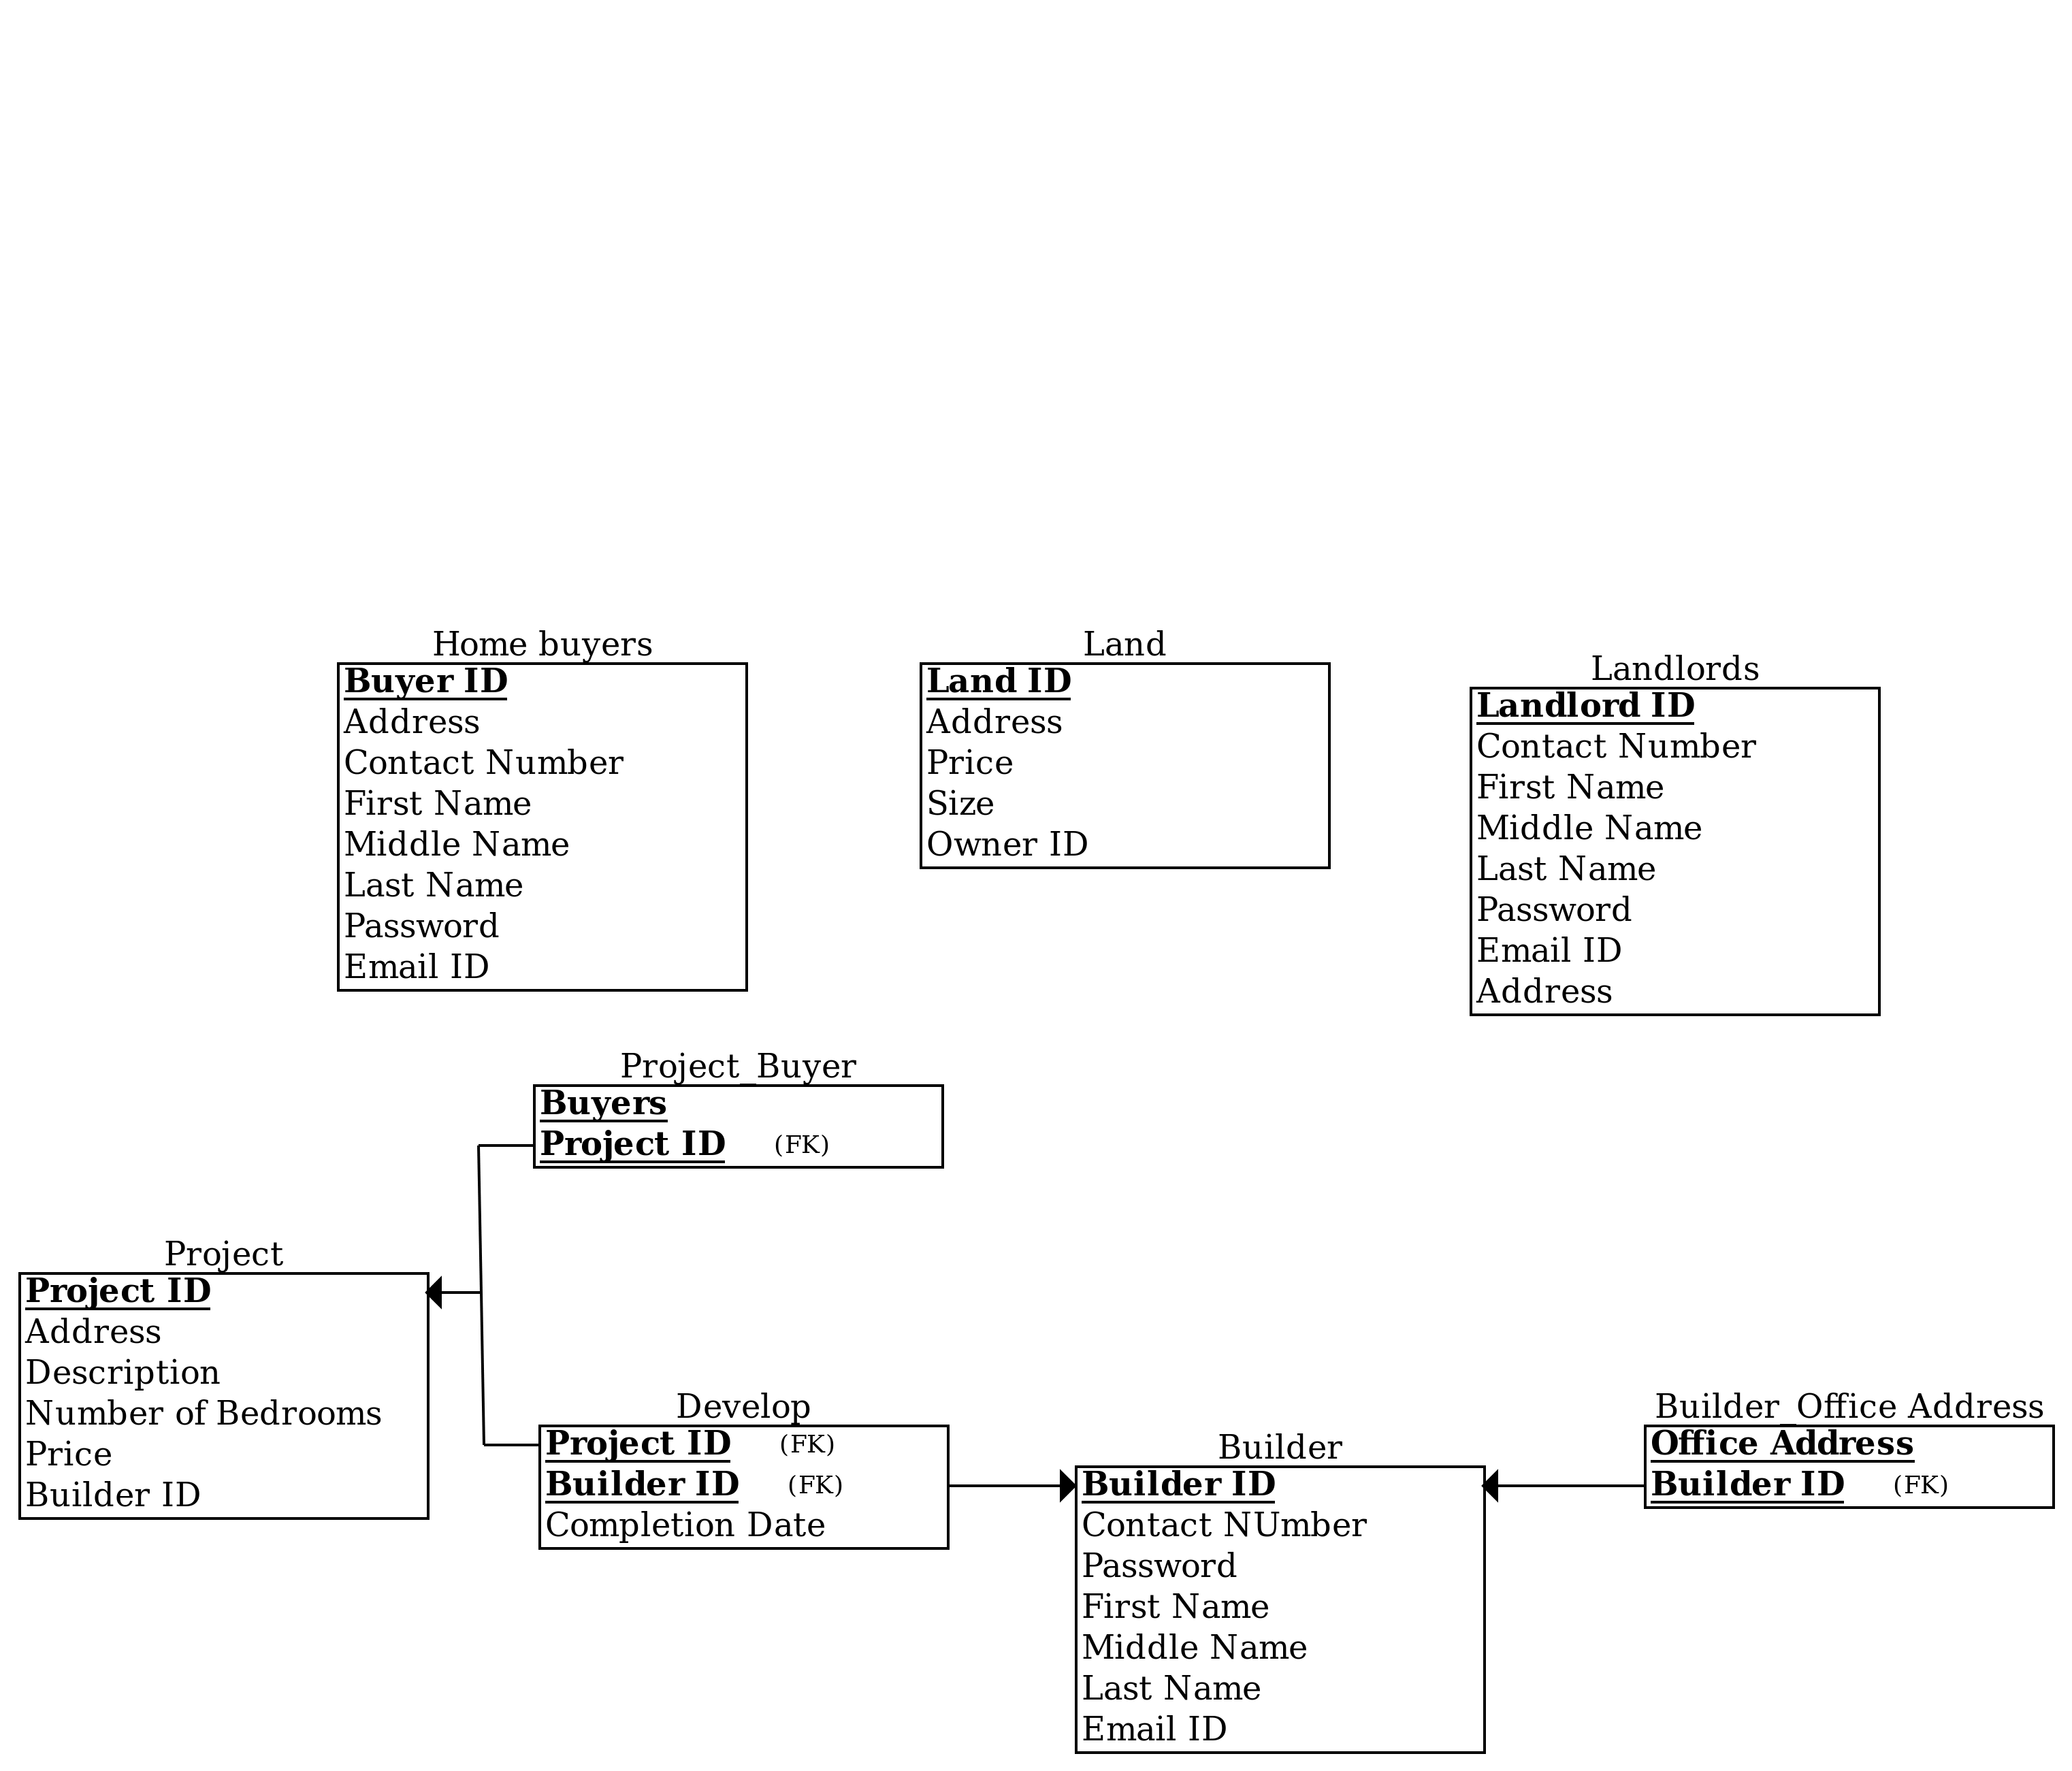 Home buyers
Buyer ID
Address
Contact Number
First Name
Middle Name
Last Name
Password
Email ID
Land
Land ID
Address
Price
Size
Owner ID
Landlords
Landlord ID
Contact Number
First Name
Middle Name
Last Name
Password
Email ID
Address
Project_Buyer
Buyers
Project ID (FK)
Project
Project ID
Address
Description
Number of Bedrooms
Price
Builder ID
Develop
Project ID (FK)
Builder ID (FK)
Completion Date
Builder
Builder ID
Contact NUmber
Password
First Name
Middle Name
Last Name
Email ID
Builder_Office Address
Office Address
Builder ID (FK)